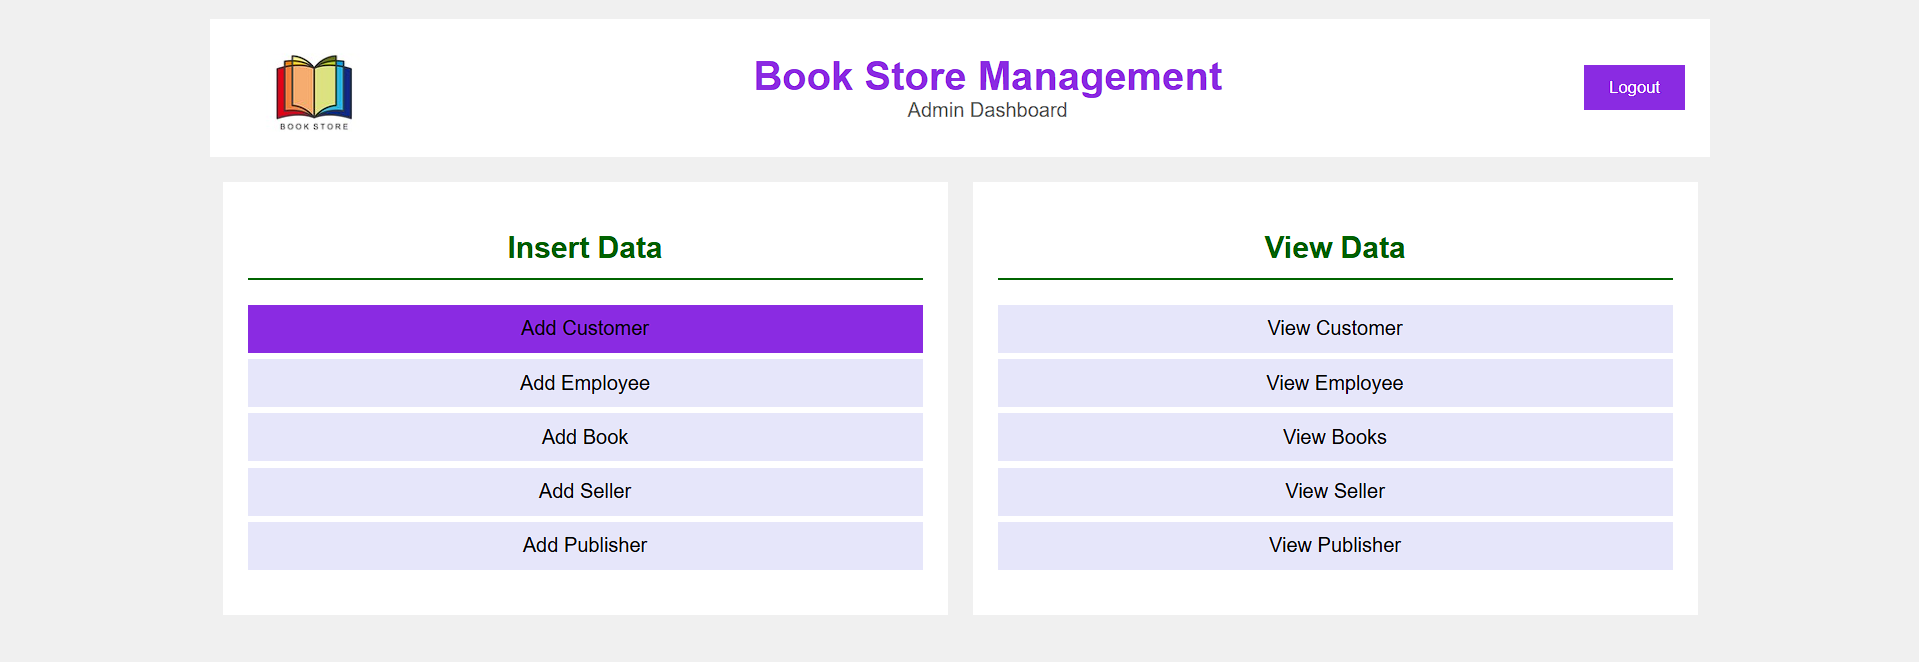 BOOK STORE
Book Store Management
Admin Dashboard
Logout
Insert Data
Add Customer
Add Employee
Add Book
Add Seller
Add Publisher
View Data
View Customer
View Employee
View Books
View Seller
View Publisher